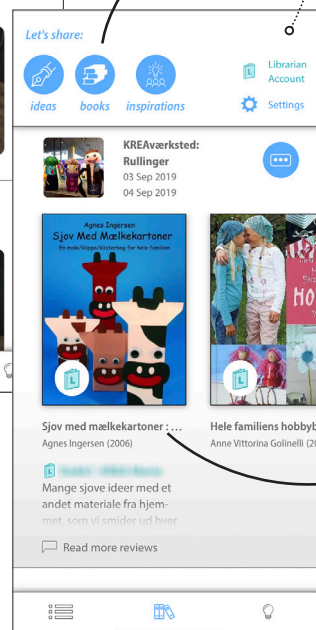 Let's share:
ideas books inspirations
Librarian
Account
Settings
KREAværksted:
Rullinger
03 Sep 2019
04 Sep 2019
Agnes Ingersen
Sjov Med Mælkekartoner
En male/klippe/klisterbog for hele familien
L
HO
L
Sjov med mælkekartoner : ...
Agnes Ingersen (2006)
Hele familiens hobbyb
Anne Vittorina Golinelli (20
Mange sjove ideer med et
andet materiale fra hjem-
met, som vi smider ud hver
Read more reviews